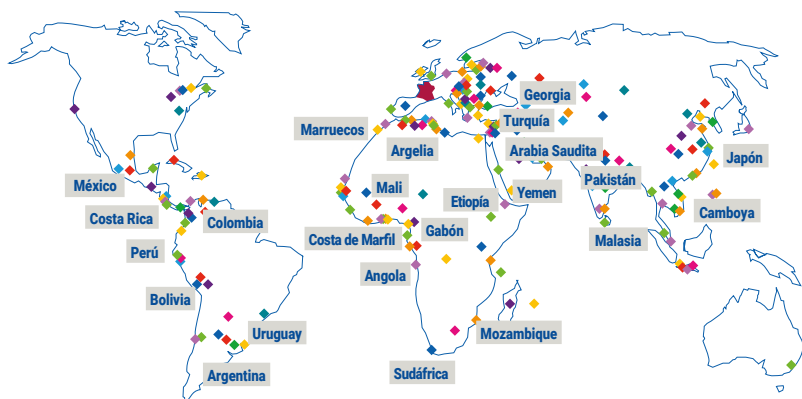 Georgia
Turquía
Marruecos
Argelia
Arabia Saudita
Japón
México
Mali
Etiopía
Yemen
Pakistán
Costa Rica
Colombia
Gabón
Costa de Marfil
Camboya
Malasia
Perú
Angola
Bolivia
Uruguay
Mozambique
Argentina
Sudáfrica